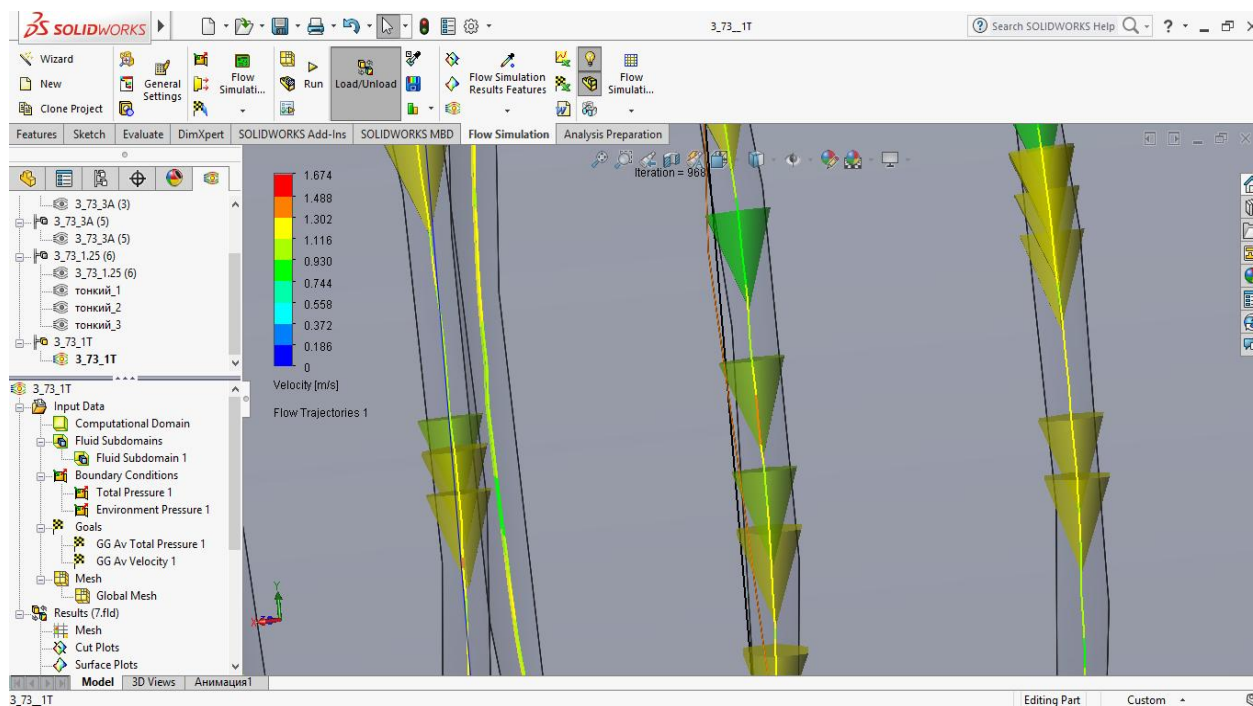 SOLIDWORKS
3_73__1T
Search SOLIDWORKS Help
Wizard
New
Clone Project
General Settings
Flow Simulati...
Run
Load/Unload
Flow Simulation Results Features
Flow Simulati...
Features
Sketch
Evaluate
DimXpert
SOLIDWORKS Add-Ins
SOLIDWORKS MBD
Flow Simulation
Analysis Preparation
3_73_3A (3)
3_73_3A (5)
3_73_3A (5)
3_73_1.25 (6)
3_73_1.25 (6)
тонкий_1
тонкий_2
тонкий_3
3_73_1T
3_73_1T
3_73_1T
Input Data
Computational Domain
Fluid Subdomains
Fluid Subdomain 1
Boundary Conditions
Total Pressure 1
Environment Pressure 1
Goals
GG Av Total Pressure 1
GG Av Velocity 1
Mesh
Global Mesh
Results (7.fld)
Mesh
Cut Plots
Surface Plots
1.674
1.488
1.302
1.116
0.930
0.744
0.558
0.372
0.186
0
Velocity [m/s]
Flow Trajectories 1
Iteration = 968
Y
Model
3D Views
Анимация1
3_73__1T
Editing Part
Custom